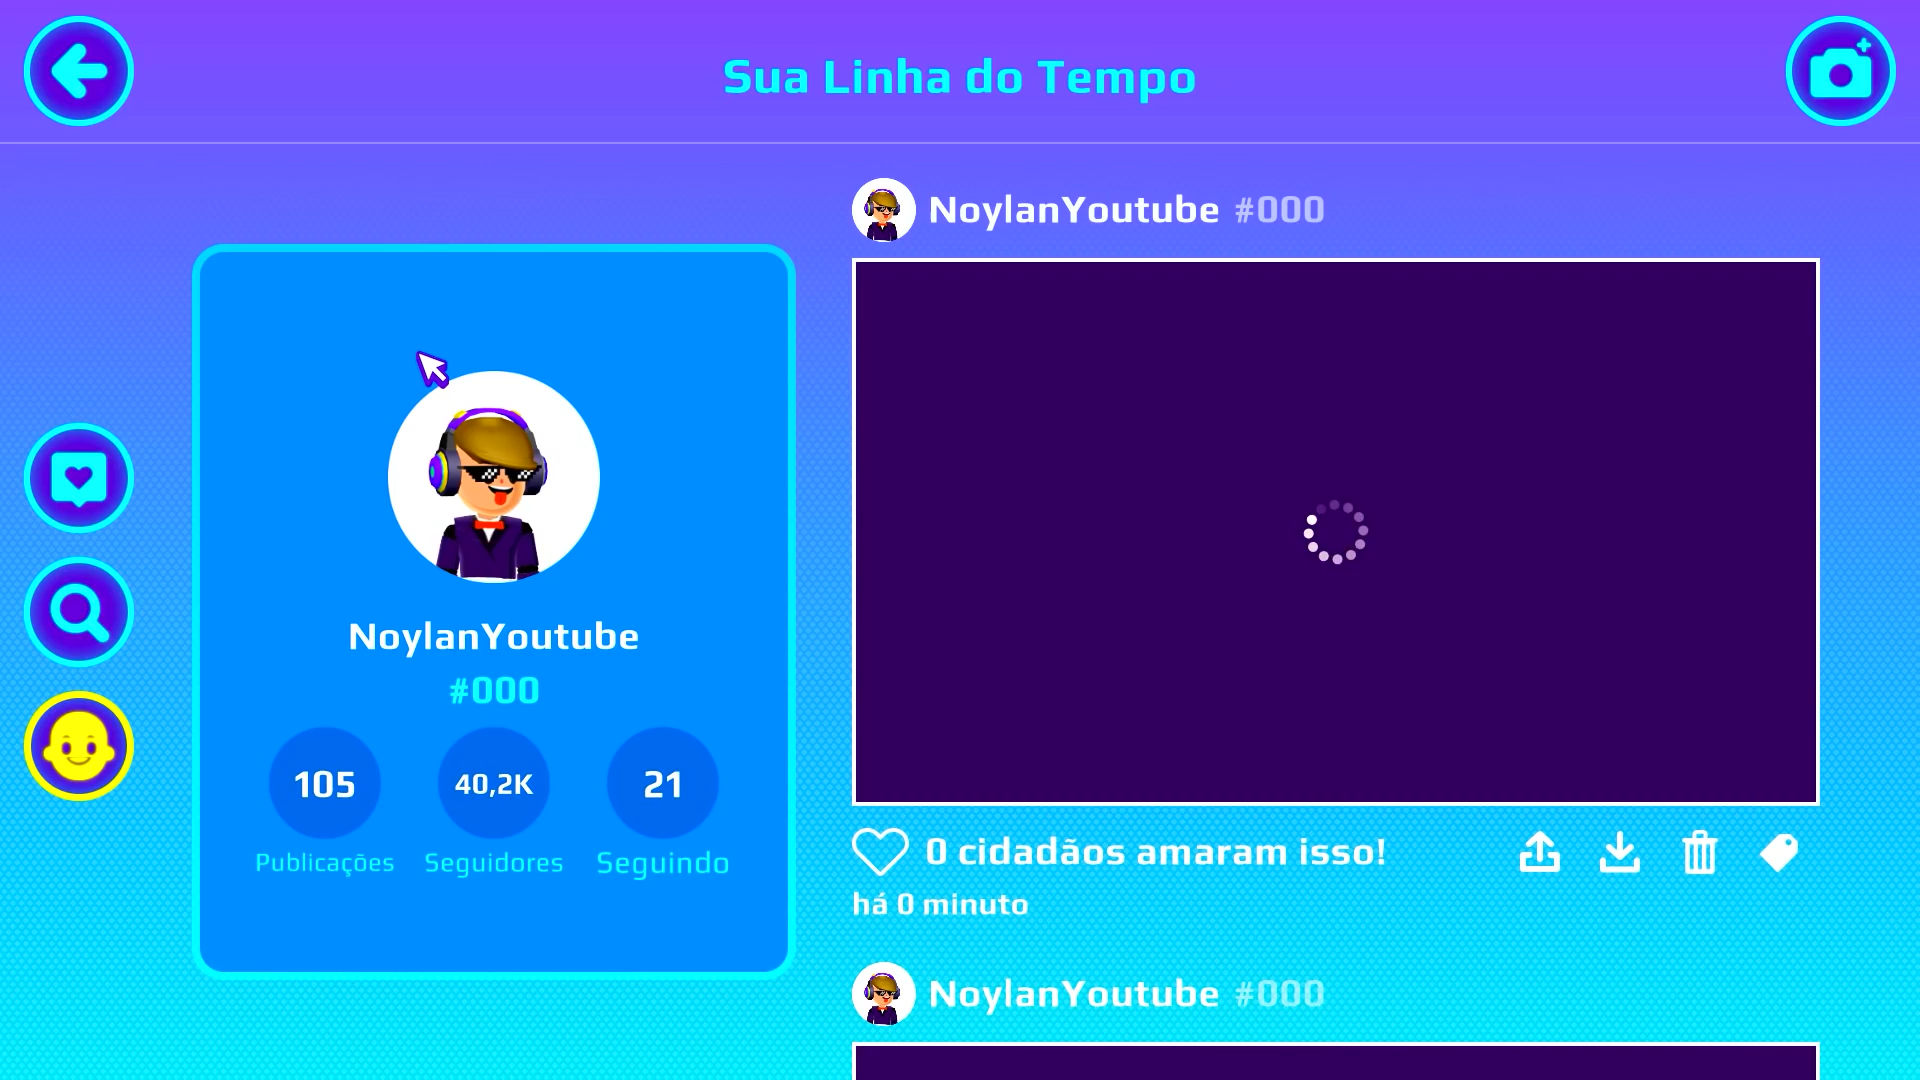 Sua Linha do Tempo
NoylanYoutube #000
NoylanYoutube
#000
105
40,2K
21
Publicações
Seguidores
Seguindo
0 cidadãos amaram isso!
há 0 minuto
NoylanYoutube #000